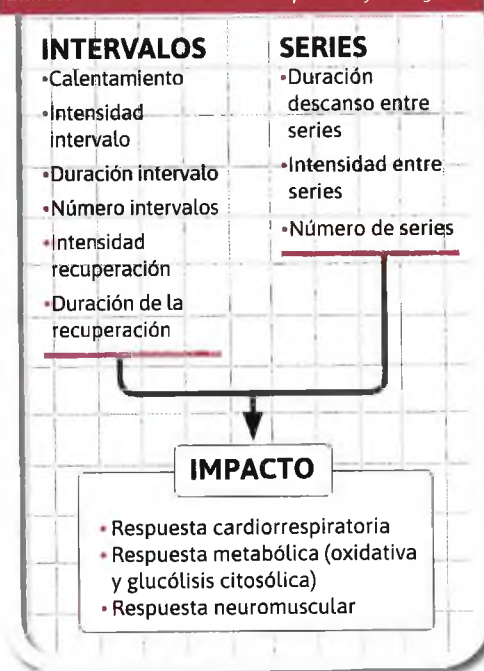 INTERVALOS
•Calentamiento
•Intensidad
intervalo
•Duración intervalo
•Número intervalos
•Intensidad
recuperación
•Duración de la
recuperación
SERIES
•Duración
descanso entre
series
•Intensidad entre
series
•Número de series
IMPACTO
• Respuesta cardiorrespiratoria
• Respuesta metabólica (oxidativa
y glucólisis citosólica)
• Respuesta neuromuscular